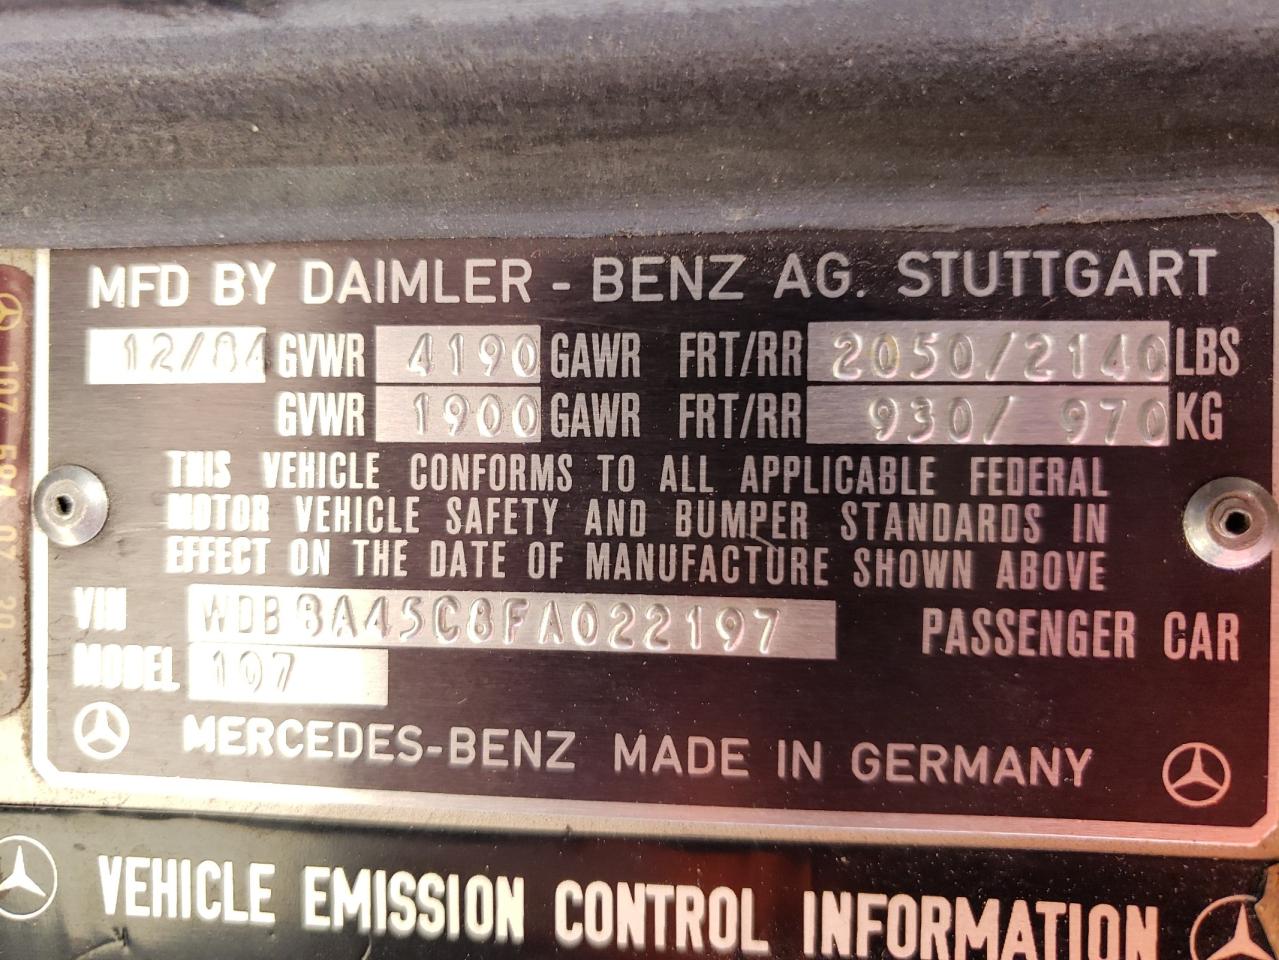 MFD BY DAIMLER - BENZ AG. STUTTGART
12/84 GVWR 4190 GAWR FRT/RR 2050/2140 LBS
GVWR 1900 GAWR FRT/RR 930/ 970 KG
THIS VEHICLE CONFORMS TO ALL APPLICABLE FEDERAL
MOTOR VEHICLE SAFETY AND BUMPER STANDARDS IN
EFFECT ON THE DATE OF MANUFACTURE SHOWN ABOVE
VIN WDB8A45C8FA022197 PASSENGER CAR
MODEL 107
MERCEDES-BENZ MADE IN GERMANY
VEHICLE EMISSION CONTROL INFORMATION
107